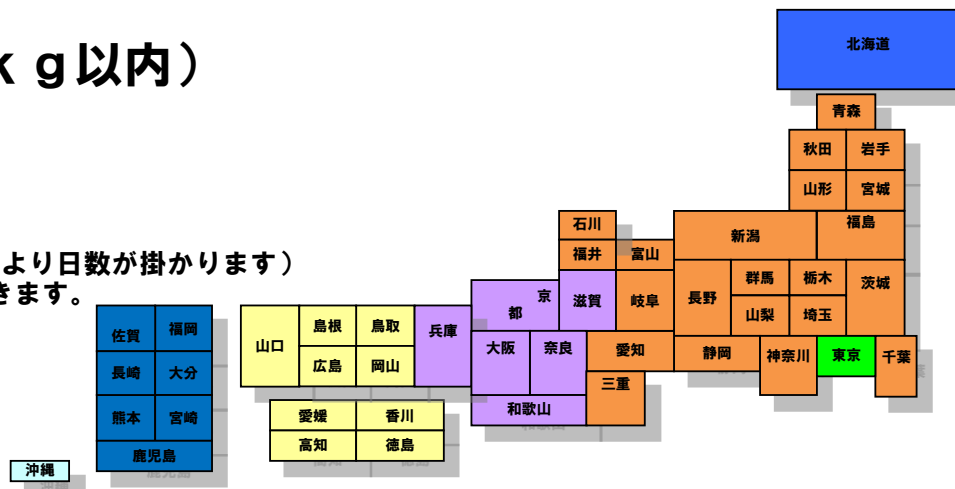 ｋｇ以内）
北海道
青森
秋田 岩手
山形 宮城
石川
新潟 福島
より日数が掛かります）
福井 富山
きます。
群馬 栃木 茨城
京都 滋賀 岐阜 長野
山梨 埼玉
佐賀 福岡
山口 島根 鳥取 兵庫
大阪 奈良 愛知 静岡 神奈川 東京 千葉
広島 岡山
長崎 大分
三重
熊本 宮崎
愛媛 香川
和歌山
高知 徳島
鹿児島
沖縄